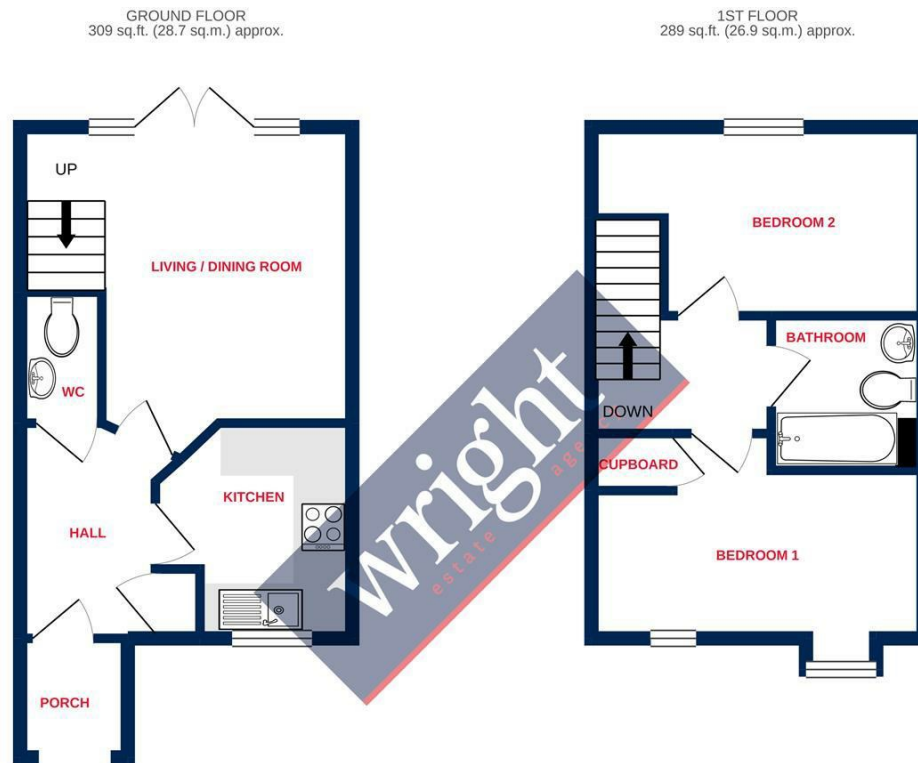 GROUND FLOOR
309 sq.ft. (28.7 sq.m.) approx.
1ST FLOOR
289 sq.ft. (26.9 sq.m.) approx.
UP
LIVING / DINING ROOM
WC
KITCHEN
HALL
PORCH
BEDROOM 2
BATHROOM
DOWN
CUPBOARD
BEDROOM 1
wright
estate agency